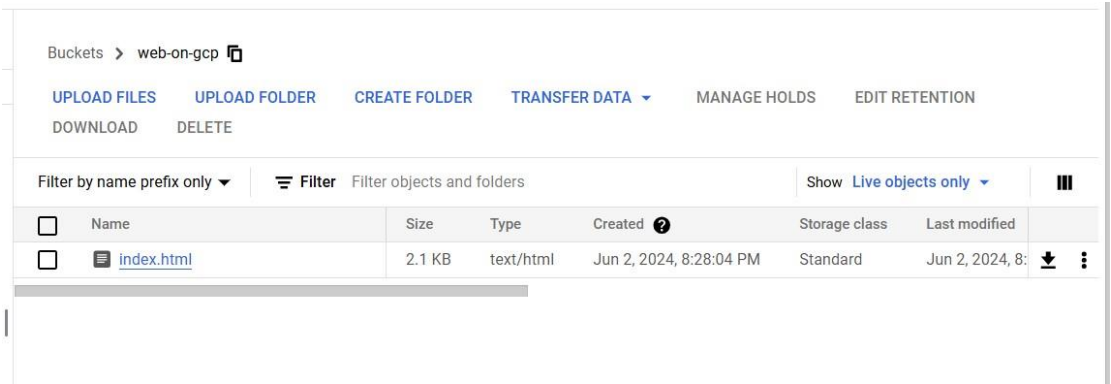 Buckets > web-on-gcp
UPLOAD FILES UPLOAD FOLDER CREATE FOLDER TRANSFER DATA MANAGE HOLDS EDIT RETENTION
DOWNLOAD DELETE
Filter by name prefix only Filter Filter objects and folders Show Live objects only
Name Size Type Created Storage class Last modified
index.html 2.1 KB text/html Jun 2, 2024, 8:28:04 PM Standard Jun 2, 2024, 8: